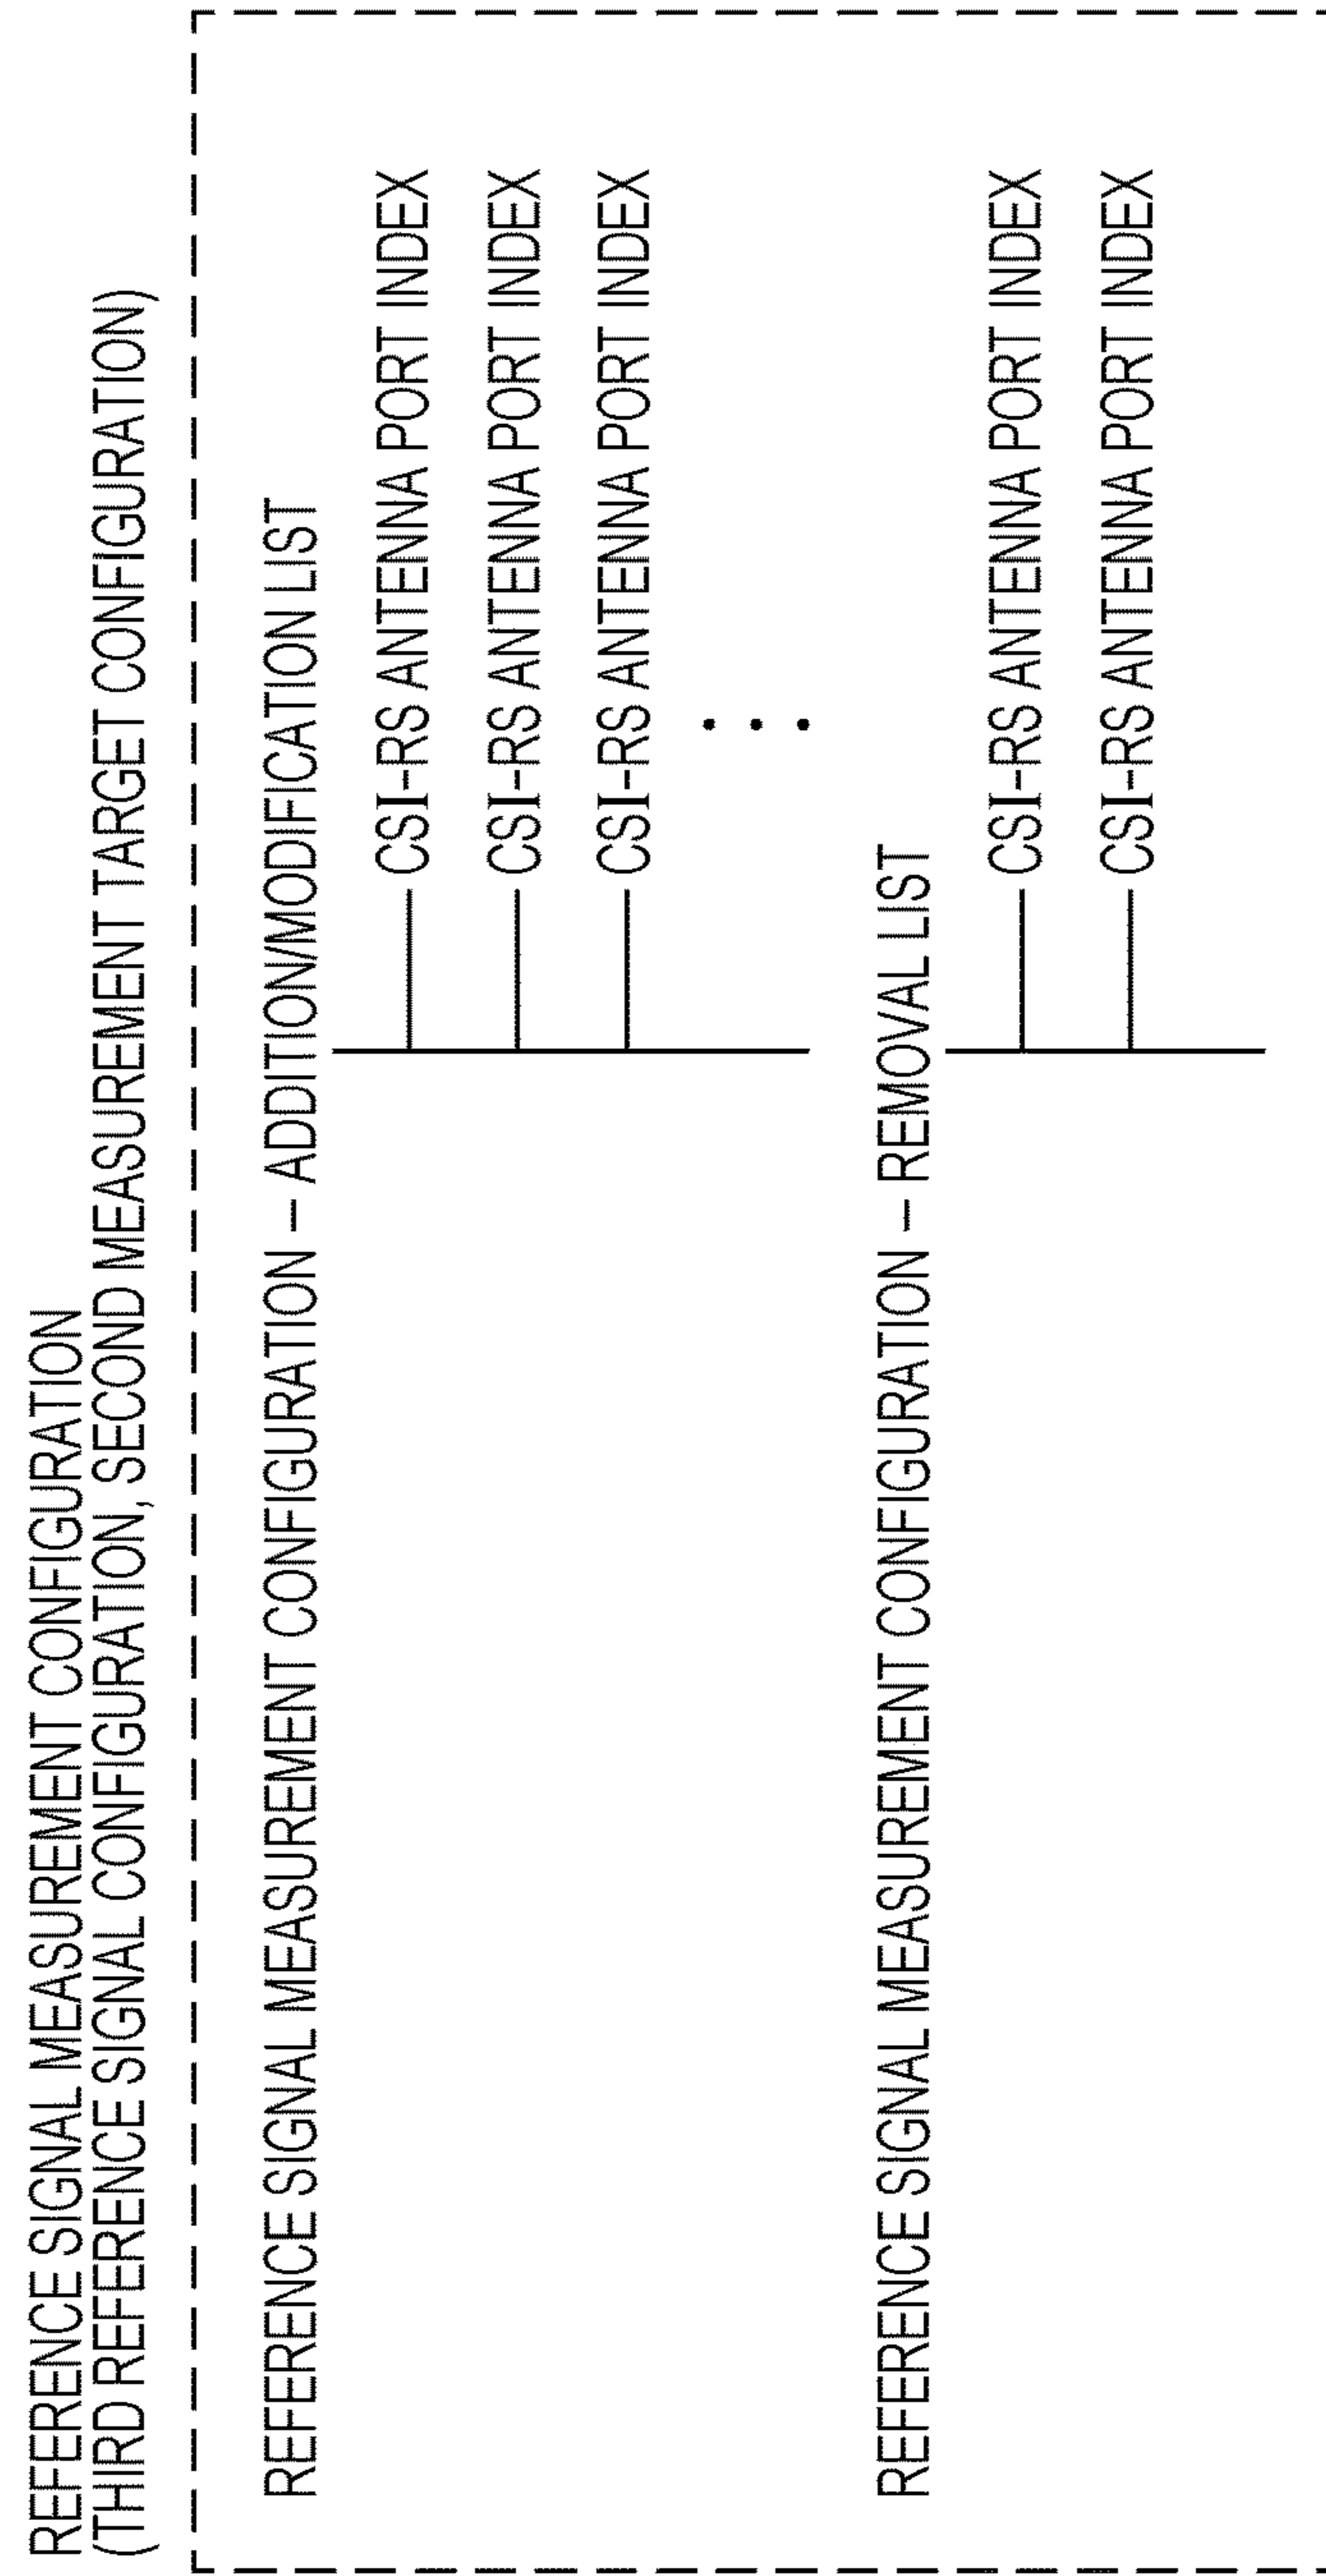 REFERENCE SIGNAL MEASUREMENT CONFIGURATION
(THIRD REFERENCE SIGNAL CONFIGURATION, SECOND MEASUREMENT TARGET CONFIGURATION)
REFERENCE SIGNAL MEASUREMENT CONFIGURATION – ADDITION/MODIFICATION LIST
CSI-RS ANTENNA PORT INDEX
CSI-RS ANTENNA PORT INDEX
CSI-RS ANTENNA PORT INDEX
• • •
REFERENCE SIGNAL MEASUREMENT CONFIGURATION – REMOVAL LIST
CSI-RS ANTENNA PORT INDEX
CSI-RS ANTENNA PORT INDEX